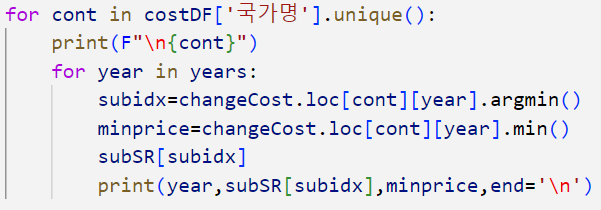 for cont in costDF['국가명'].unique():
    print(F"\n{cont}")
    for year in years:
        subidx=changeCost.loc[cont][year].argmin()
        minprice=changeCost.loc[cont][year].min()
        subSR[subidx]
        print(year,subSR[subidx],minprice,end='\n')